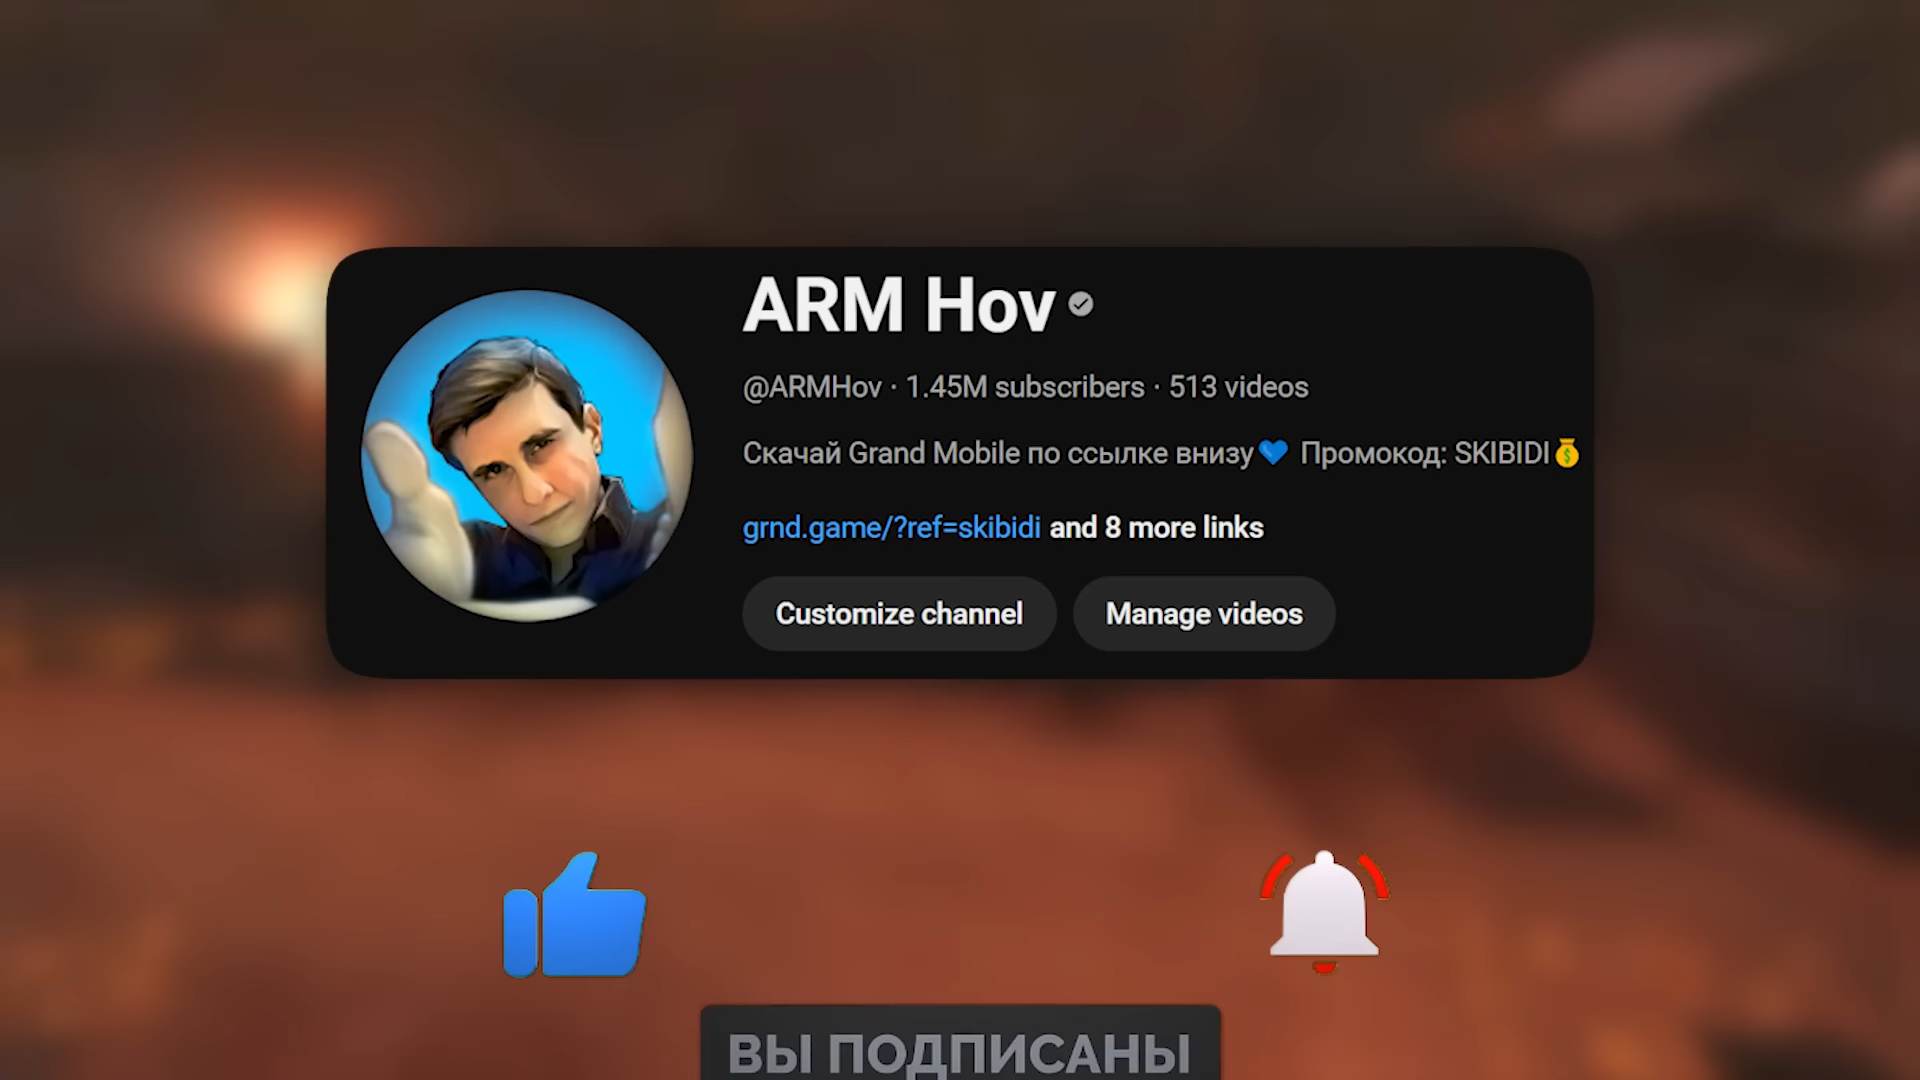 ARM Hov
@ARMHov · 1.45M subscribers · 513 videos
Скачай Grand Mobile по ссылке внизу💙 Промокод: SKIBIDI💰
grnd.game/?ref=skibidi and 8 more links
Customize channel Manage videos
ВЫ ПОДПИСАНЫ